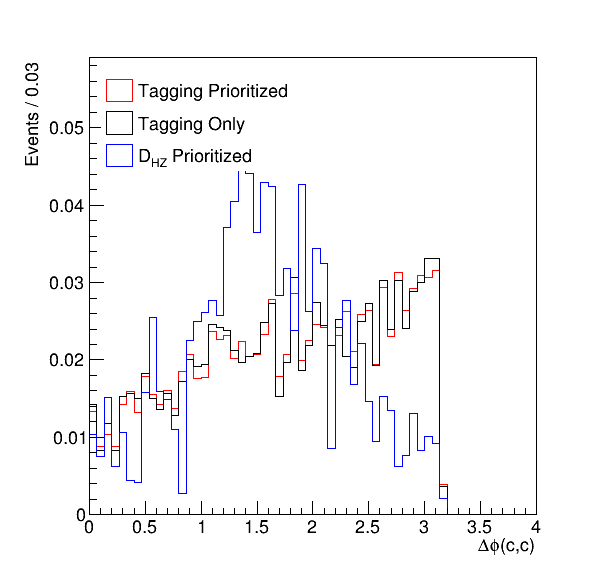 Events / 0.03
Tagging Prioritized
Tagging Only
D_HZ Prioritized
0.05
0.04
0.03
0.02
0.01
0
0 0.5 1 1.5 2 2.5 3 3.5 4
Δϕ(c,c)